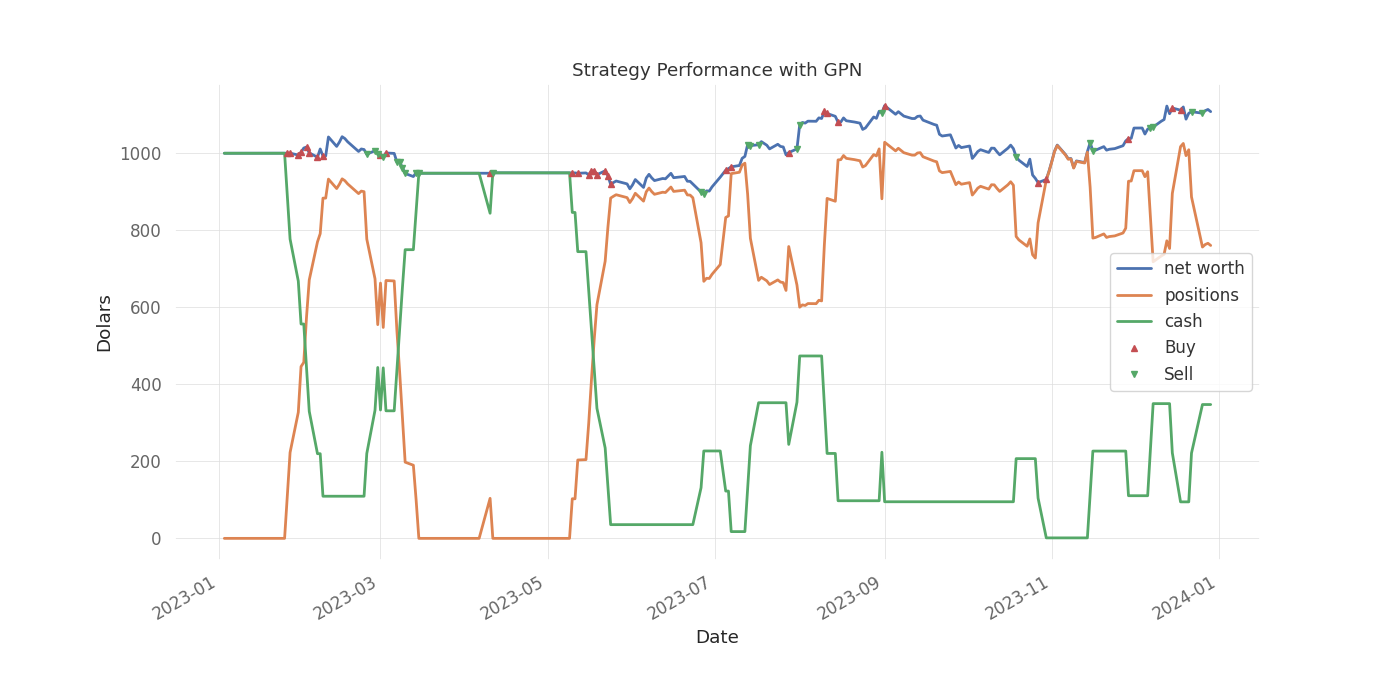 Strategy Performance with GPN
Dolars
1000
800
600
400
200
0
net worth
positions
cash
Buy
Sell
2023-01
2023-03
2023-05
2023-07
2023-09
2023-11
2024-01
Date